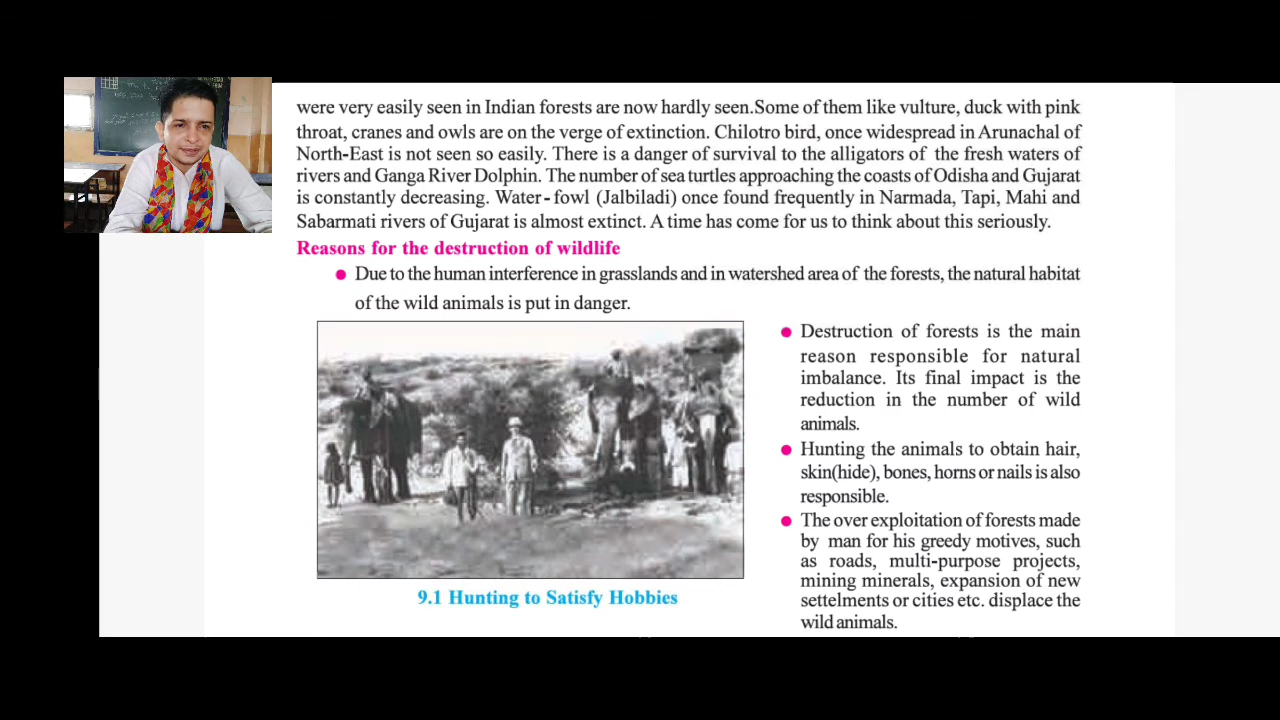 were very easily seen in Indian forests are now hardly seen.Some of them like vulture, duck with pink
throat, cranes and owls are on the verge of extinction. Chilotro bird, once widespread in Arunachal of
North-East is not seen so easily. There is a danger of survival to the alligators of the fresh waters of
rivers and Ganga River Dolphin. The number of sea turtles approaching the coasts of Odisha and Gujarat
is constantly decreasing. Water-fowl (Jalbiladi) once found frequently in Narmada, Tapi, Mahi and
Sabarmati rivers of Gujarat is almost extinct. A time has come for us to think about this seriously.
Reasons for the destruction of wildlife
● Due to the human interference in grasslands and in watershed area of the forests, the natural habitat
of the wild animals is put in danger.
● Destruction of forests is the main
reason responsible for natural
imbalance. Its final impact is the
reduction in the number of wild
animals.
● Hunting the animals to obtain hair,
skin(hide), bones, horns or nails is also
responsible.
● The over exploitation of forests made
by man for his greedy motives, such
as roads, multi-purpose projects,
mining minerals, expansion of new
settelments or cities etc. displace the
wild animals.
9.1 Hunting to Satisfy Hobbies